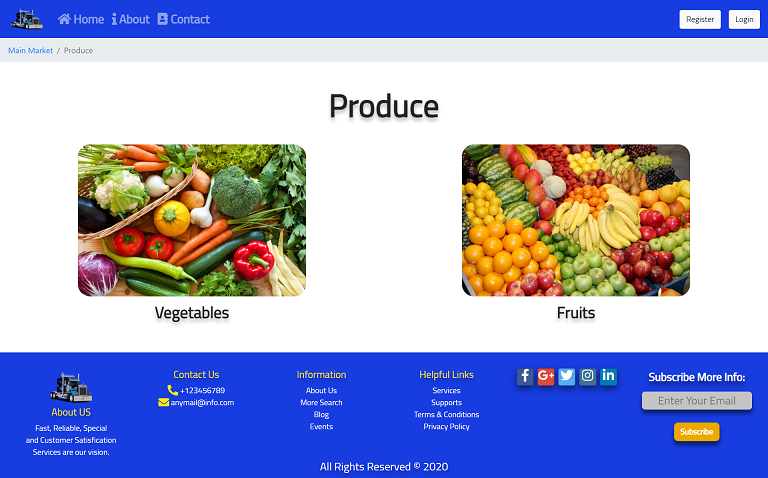 Home About Contact
Register Login
Main Market / Produce
Produce
Vegetables
Fruits
About US
Fast, Reliable, Special
and Customer Satisfication
Services are our vision.
Contact Us
+123456789
anymail@info.com
Information
About Us
More Search
Blog
Events
Helpful Links
Services
Supports
Terms & Conditions
Privacy Policy
Subscribe More Info:
Enter Your Email
Subscribe
All Rights Reserved © 2020